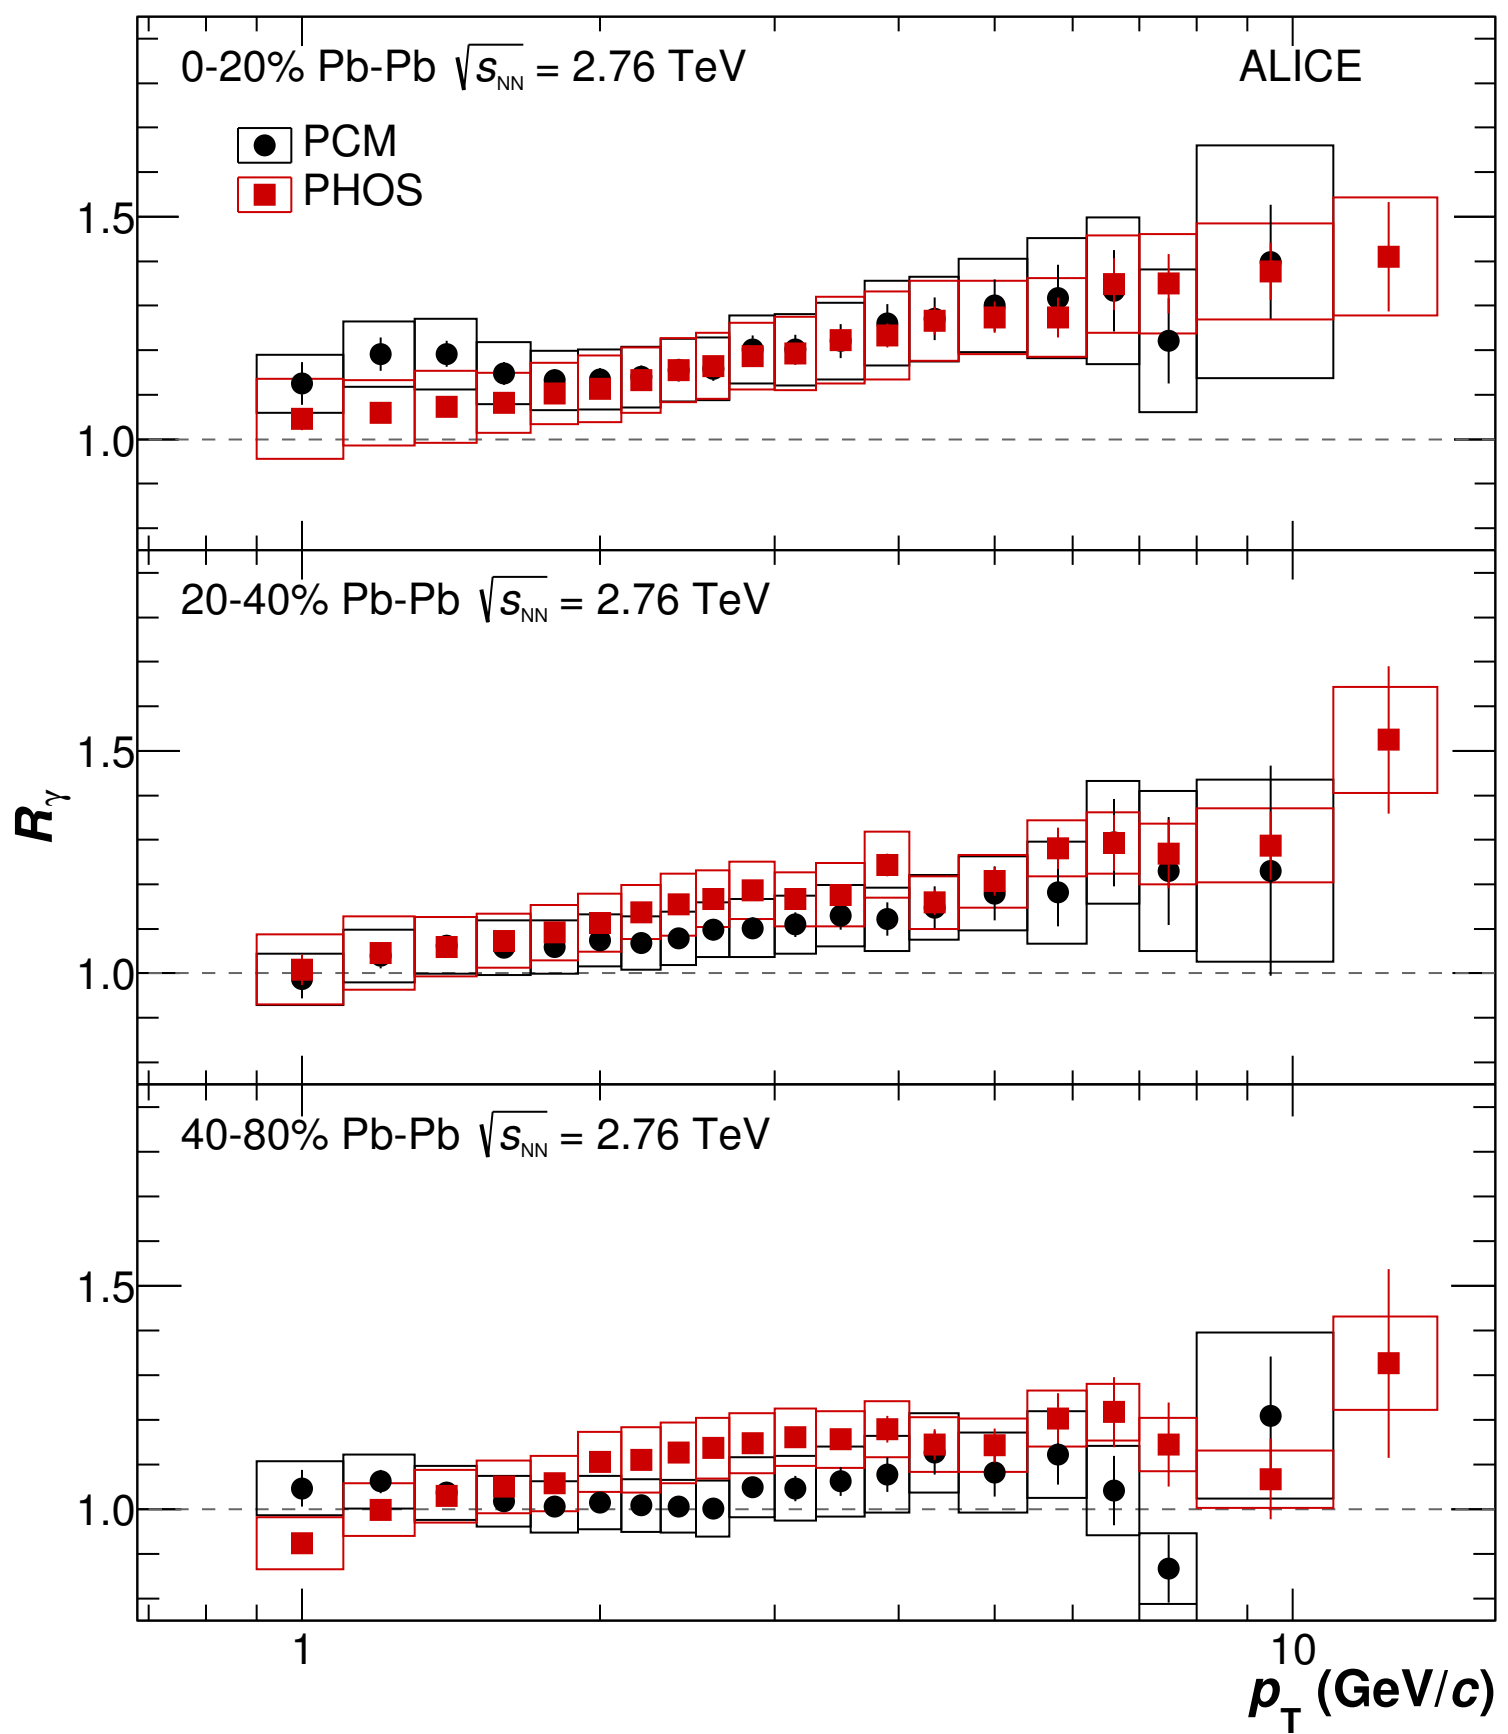 0-20% Pb-Pb √sNN = 2.76 TeV ALICE
PCM
PHOS
1.5
1.0
20-40% Pb-Pb √sNN = 2.76 TeV
1.5
Rγ
1.0
40-80% Pb-Pb √sNN = 2.76 TeV
1.5
1.0
1 10
pT (GeV/c)